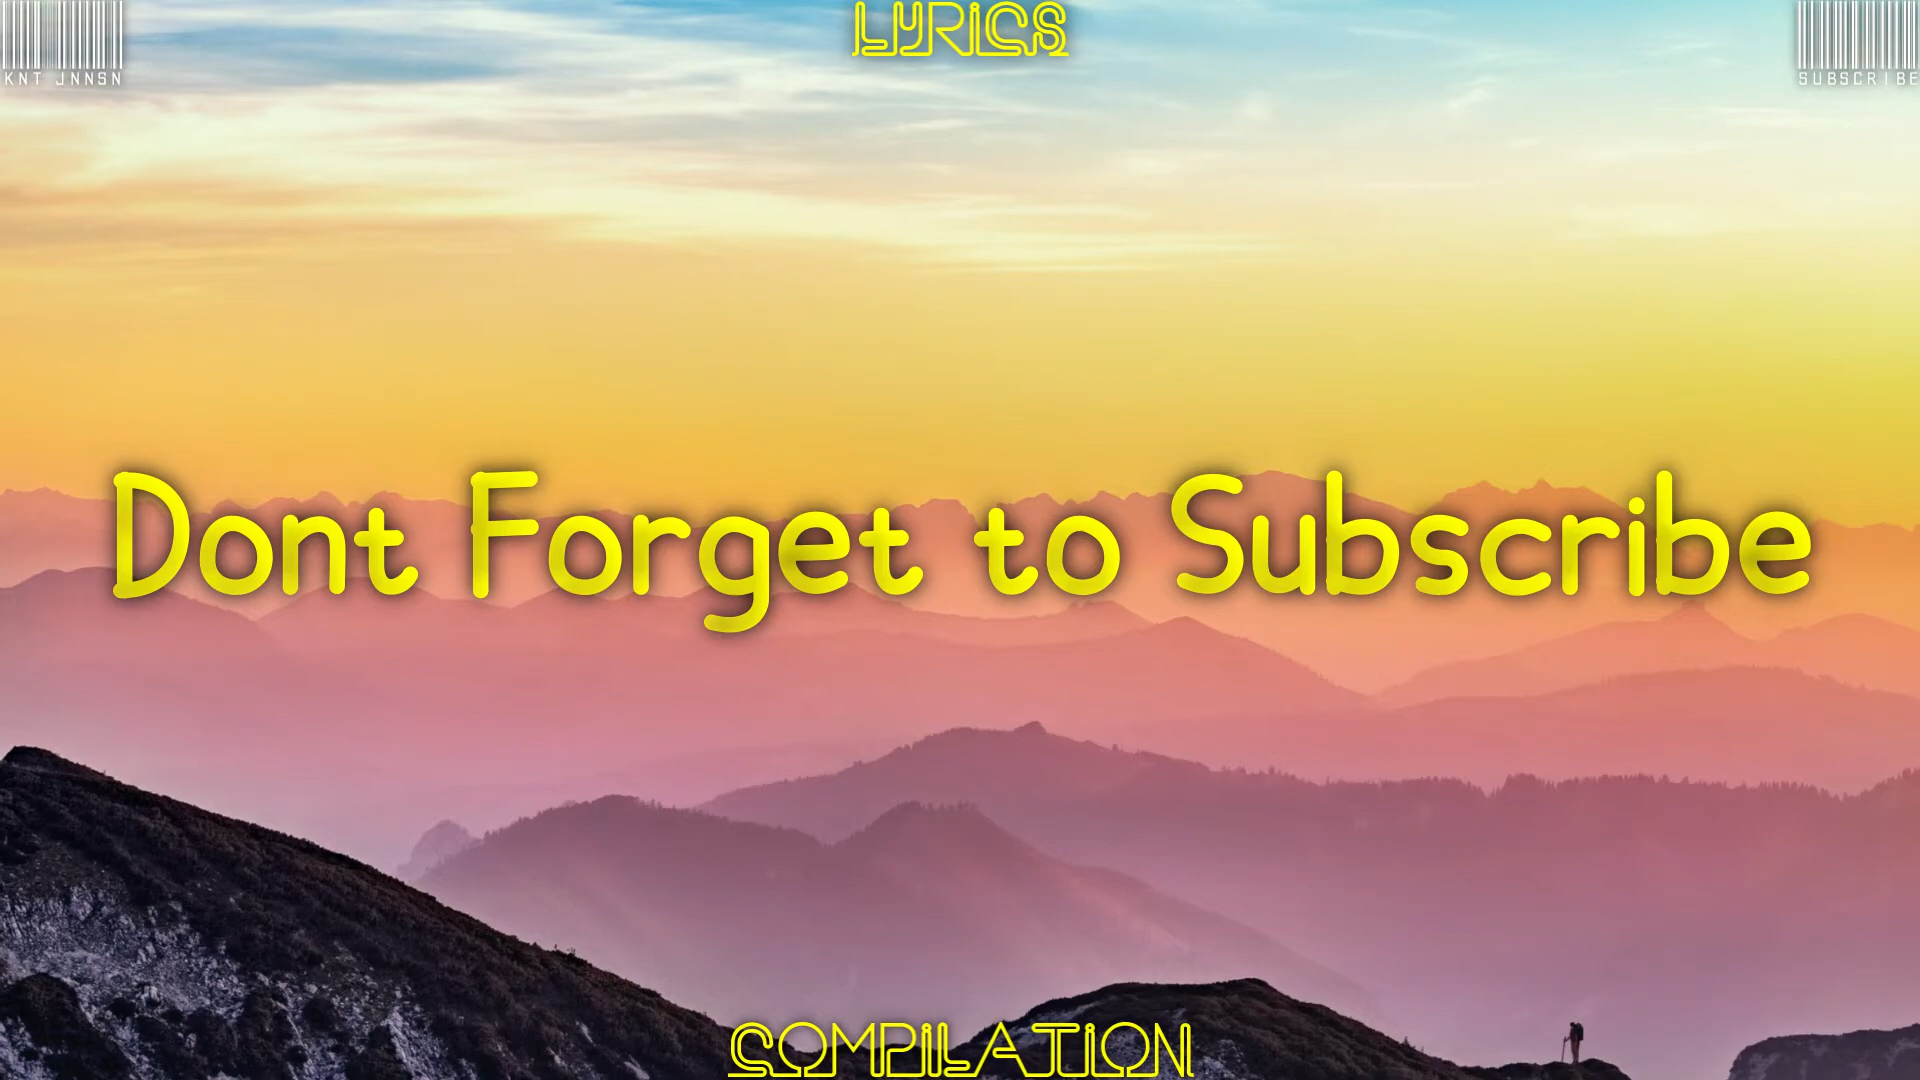 LYRICS
KNT JNNSN
SUBSCRIBE
Dont Forget to Subscribe
COMPILATION